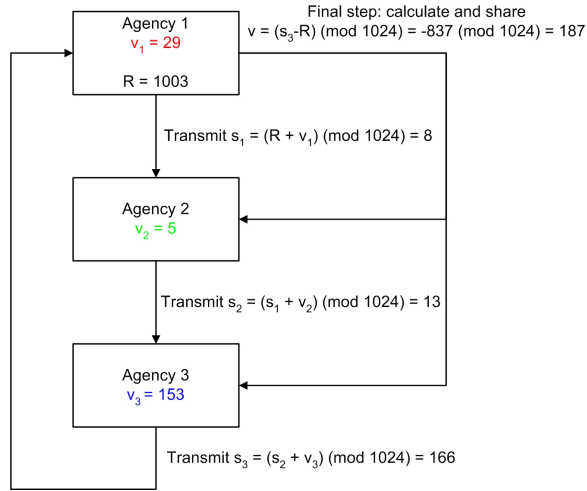 Agency 1
v₁ = 29
R = 1003
Final step: calculate and share
v = (s₃-R) (mod 1024) = -837 (mod 1024) = 187
Transmit s₁ = (R + v₁) (mod 1024) = 8
Agency 2
v₂ = 5
Transmit s₂ = (s₁ + v₂) (mod 1024) = 13
Agency 3
v₃ = 153
Transmit s₃ = (s₂ + v₃) (mod 1024) = 166